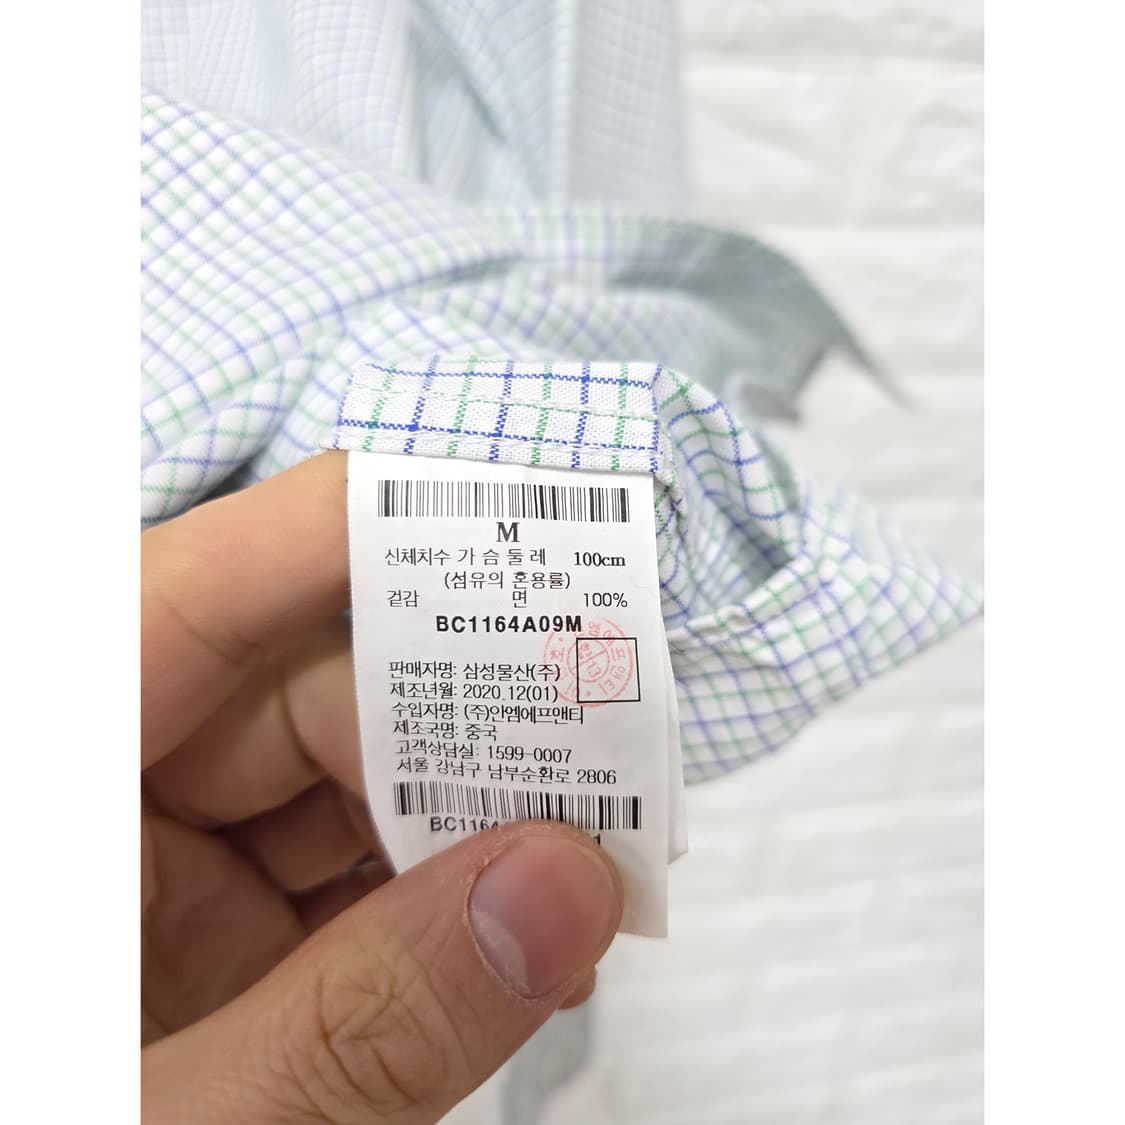 M
신체치수 가 슴 둘 레 100cm
(섬유의 혼용률)
겉감 면 100%
BC1164A09M
판매자명: 삼성물산(주)
제조년월: 2020.12(01)
수입자명: (주)안엠에프앤티
제조국명: 중국
고객상담실: 1599-0007
서울 강남구 남부순환로 2806
BC1164